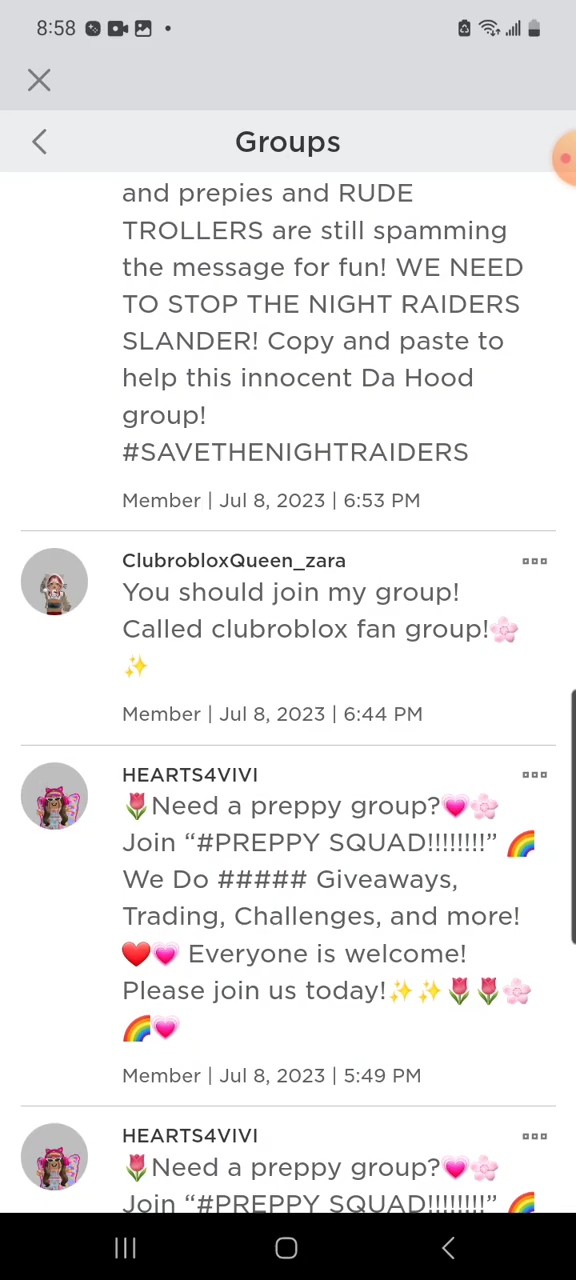 8:58
Groups
and prepies and RUDE
TROLLERS are still spamming
the message for fun! WE NEED
TO STOP THE NIGHT RAIDERS
SLANDER! Copy and paste to
help this innocent Da Hood
group!
#SAVETHENIGHTRAIDERS
Member | Jul 8, 2023 | 6:53 PM
ClubrobloxQueen_zara
You should join my group!
Called clubroblox fan group!🌸
✨
Member | Jul 8, 2023 | 6:44 PM
HEARTS4VIVI
🌷Need a preppy group?💗🌸
Join “#PREPPY SQUAD!!!!!!!!” 🌈
We Do ##### Giveaways,
Trading, Challenges, and more!
❤️💗 Everyone is welcome!
Please join us today!✨✨🌷🌷🌸
🌈💗
Member | Jul 8, 2023 | 5:49 PM
HEARTS4VIVI
🌷Need a preppy group?💗🌸
Join “#PREPPY SQUAD!!!!!!!!” 🌈